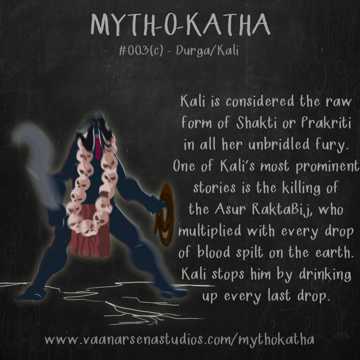 MYTH-O-KATHA
#003(c) - Durga/Kali
Kali is considered the raw
form of Shakti or Prakriti
in all her unbridled fury.
One of Kali's most prominent
stories is the killing of
the Asur RaktaBij, who
multiplied with every drop
of blood spilt on the earth.
Kali stops him by drinking
up every last drop.
www.vaanarsenastudios.com/mythokatha